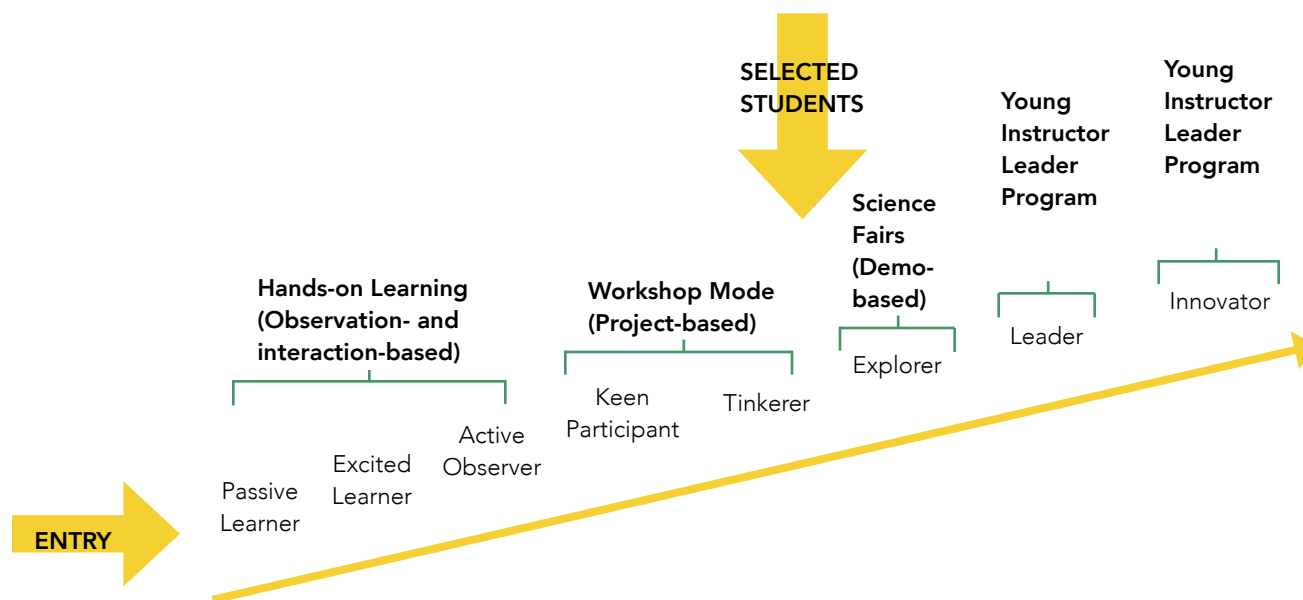 SELECTED
STUDENTS
Young
Instructor
Leader
Program
Young
Instructor
Leader
Program
Science
Fairs
(Demo-
based)
Hands-on Learning
(Observation- and
interaction-based)
Workshop Mode
(Project-based)
Innovator
Leader
Explorer
Keen
Participant
Tinkerer
Active
Observer
Excited
Learner
Passive
Learner
ENTRY